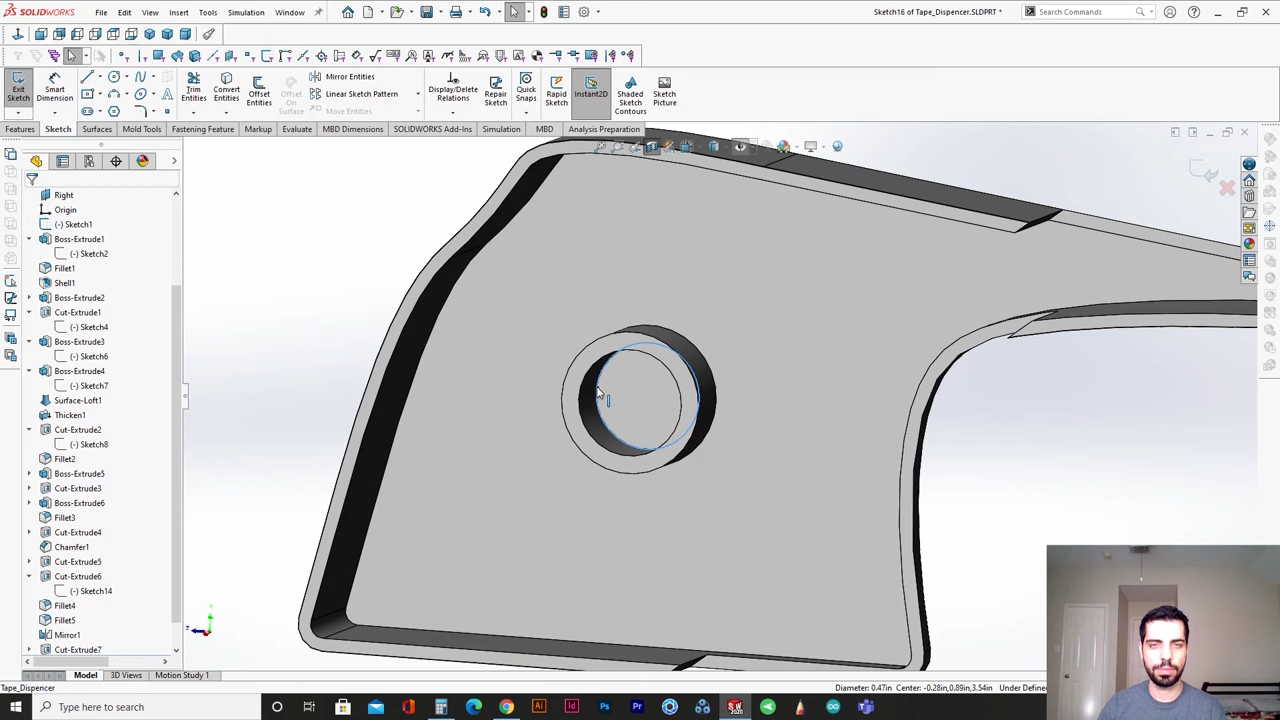 SOLIDWORKS
File
Edit
View
Insert
Tools
Simulation
Window
Sketch16 of Tape_Dispenser.SLDPRT *
Search Commands
Exit Sketch
Smart Dimension
Trim Entities
Convert Entities
Offset Entities
Offset On Surface
Mirror Entities
Linear Sketch Pattern
Move Entities
Display/Delete Relations
Repair Sketch
Quick Snaps
Rapid Sketch
Instant2D
Shaded Sketch Contours
Sketch Picture
Features
Sketch
Surfaces
Mold Tools
Fastening Feature
Markup
Evaluate
MBD Dimensions
SOLIDWORKS Add-Ins
Simulation
MBD
Analysis Preparation
Right
Origin
(-) Sketch1
Boss-Extrude1
(-) Sketch2
Fillet1
Shell1
Boss-Extrude2
Cut-Extrude1
(-) Sketch4
Boss-Extrude3
(-) Sketch6
Boss-Extrude4
(-) Sketch7
Surface-Loft1
Thicken1
Cut-Extrude2
(-) Sketch8
Fillet2
Boss-Extrude5
Cut-Extrude3
Boss-Extrude6
Fillet3
Cut-Extrude4
Chamfer1
Cut-Extrude5
Cut-Extrude6
(-) Sketch14
Fillet4
Fillet5
Mirror1
Cut-Extrude7
Model
3D Views
Motion Study 1
Tape_Dispencer
Diameter: 0.47in
Center: -0.28in,0.89in,3.54in
Under Defined
Type here to search